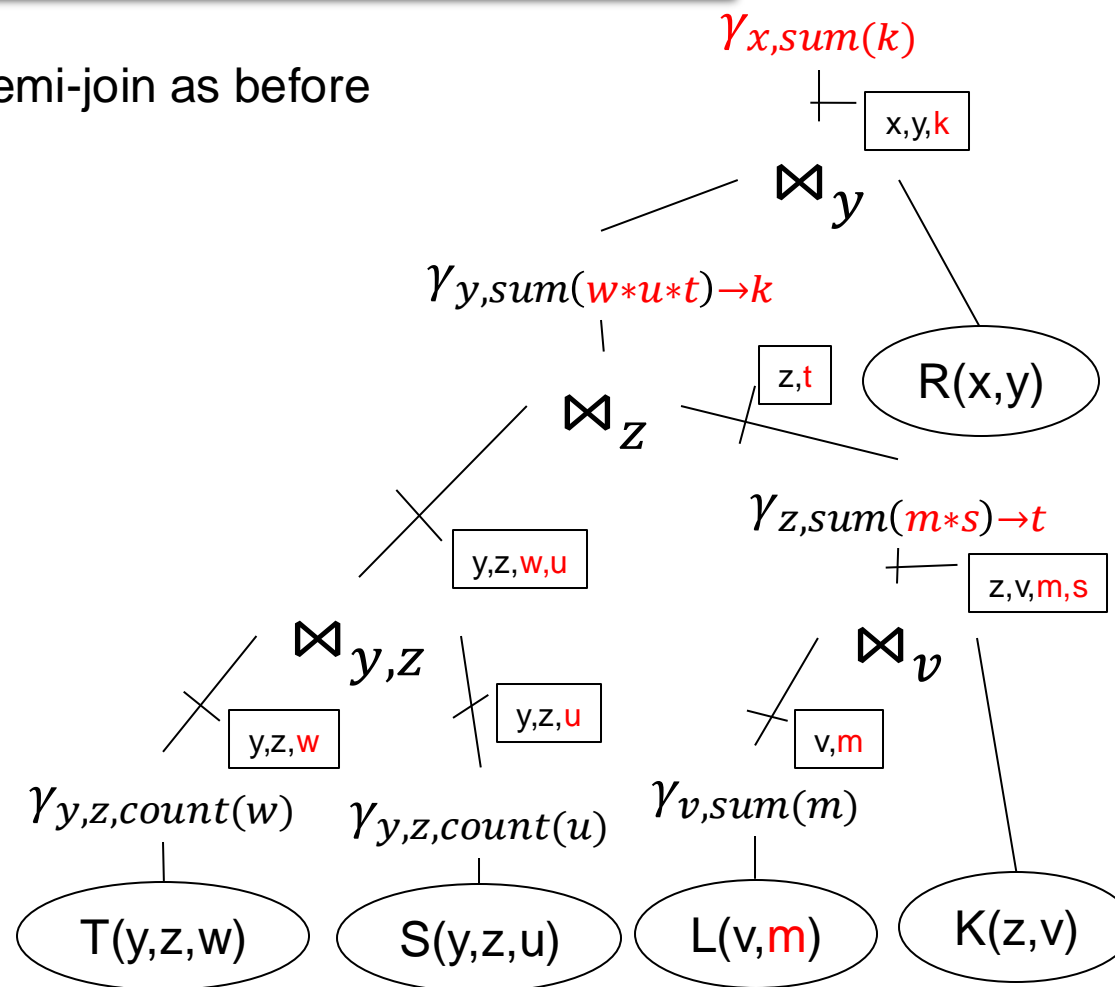 γx,sum(k)
emi-join as before
x,y,k
⋈y
γy,sum(w*u*t)→k
z,t
R(x,y)
⋈z
γz,sum(m*s)→t
y,z,w,u
z,v,m,s
⋈y,z
⋈v
y,z,w
y,z,u
v,m
γy,z,count(w)
γy,z,count(u)
γv,sum(m)
T(y,z,w)
S(y,z,u)
L(v,m)
K(z,v)